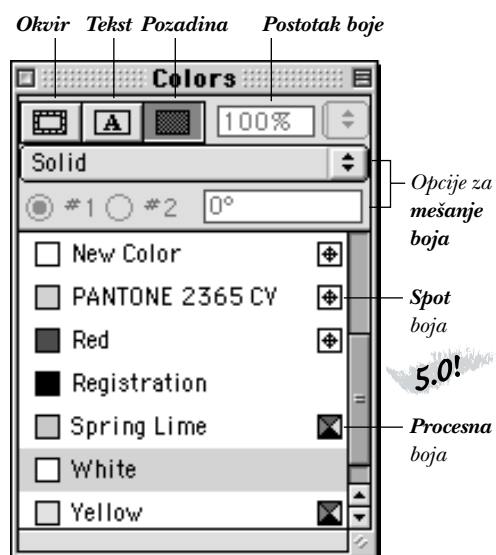 Okvir Tekst Pozadina Postotak boje
Colors
A 100%
Solid
#1 #2 0°
Opcije za
mešanje
boja
New Color
PANTONE 2365 CV
Spot
boja
Red
5.0!
Registration
Spring Lime
Procesna
boja
White
Yellow